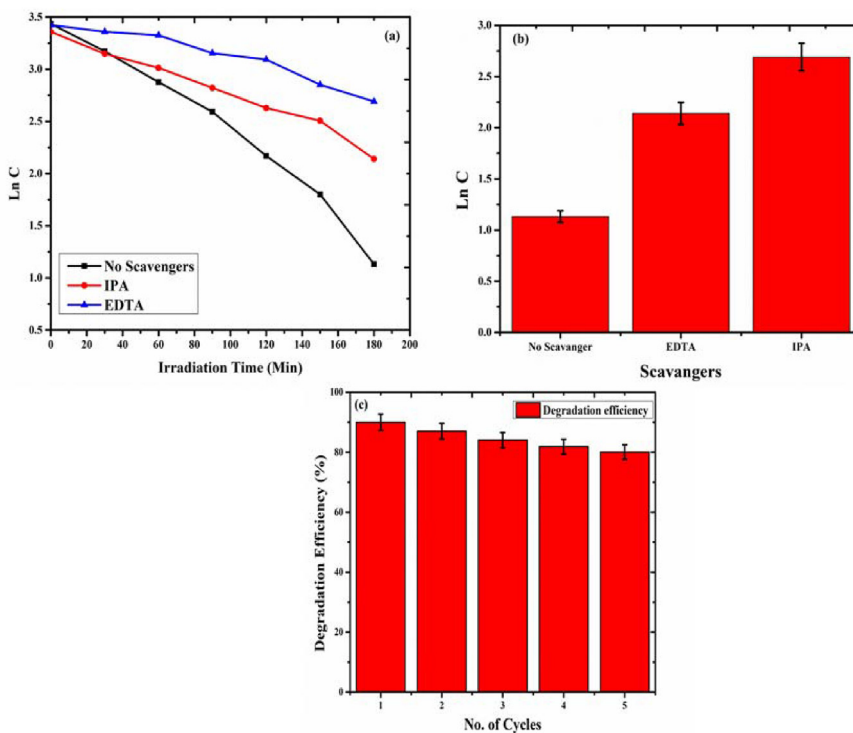 (a)
3.5
3.0
2.5
2.0
1.5
1.0
0.5
Ln C
No Scavengers
IPA
EDTA
0 20 40 60 80 100 120 140 160 180 200
Irradiation Time (Min)
(b)
3.0
2.5
2.0
1.5
1.0
0.5
0.0
Ln C
No Scavanger EDTA IPA
Scavangers
(c)
Degradation efficiency
100
80
60
40
20
0
Degradation Efficiency (%)
1 2 3 4 5
No. of Cycles